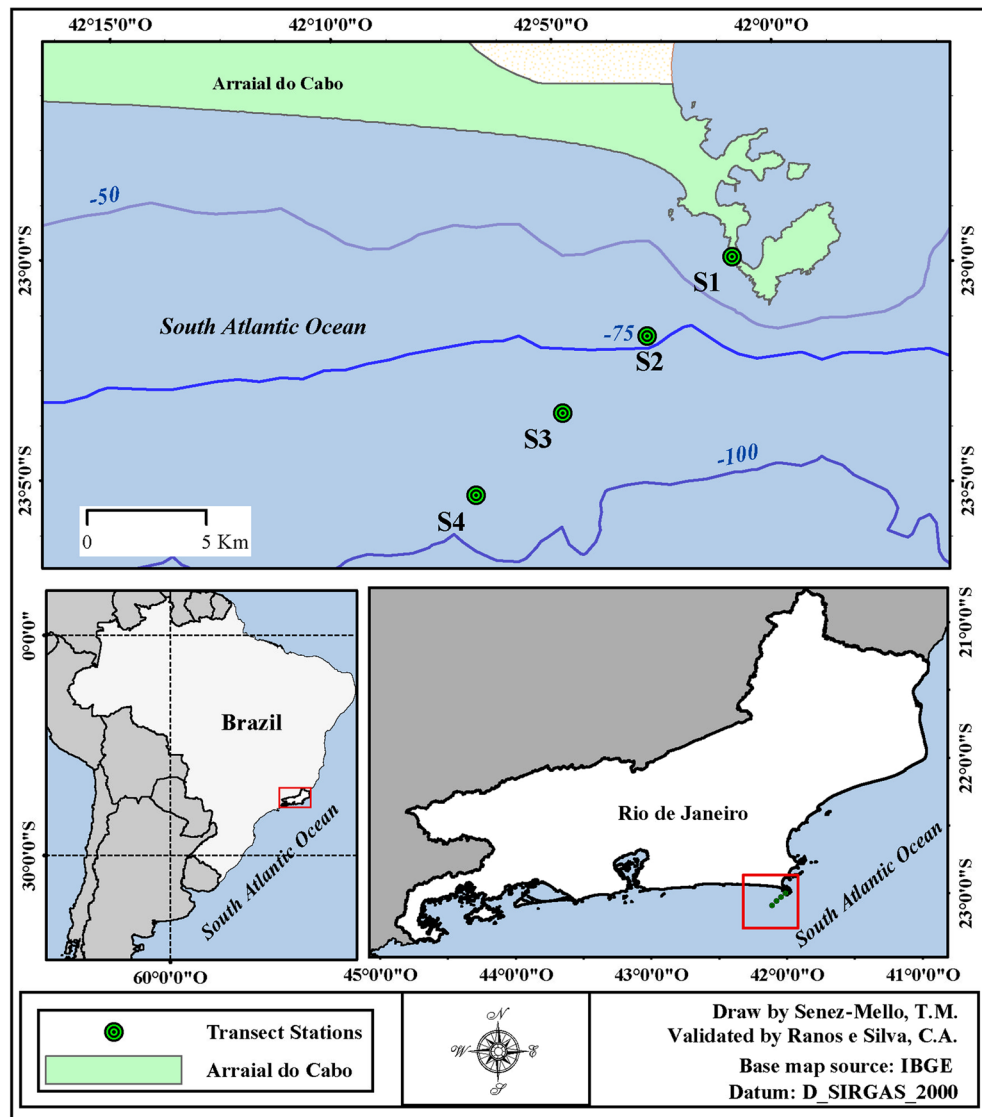 42°15'0"O 42°10'0"O 42°5'0"O 42°0'0"O
Arraial do Cabo
-50
23°0'0"S
23°0'0"S
S1
South Atlantic Ocean
-75
S2
S3
-100
23°5'0"S
23°5'0"S
S4
0 5 Km
0°0'0"
30°0'0"S
Brazil
South Atlantic Ocean
60°0'0"O
21°0'0"S
22°0'0"S
23°0'0"S
Rio de Janeiro
South Atlantic Ocean
45°0'0"O 44°0'0"O 43°0'0"O 42°0'0"O 41°0'0"O
Transect Stations
Arraial do Cabo
N
W E
S
Draw by Senez-Mello, T.M.
Validated by Ranos e Silva, C.A.
Base map source: IBGE
Datum: D_SIRGAS_2000